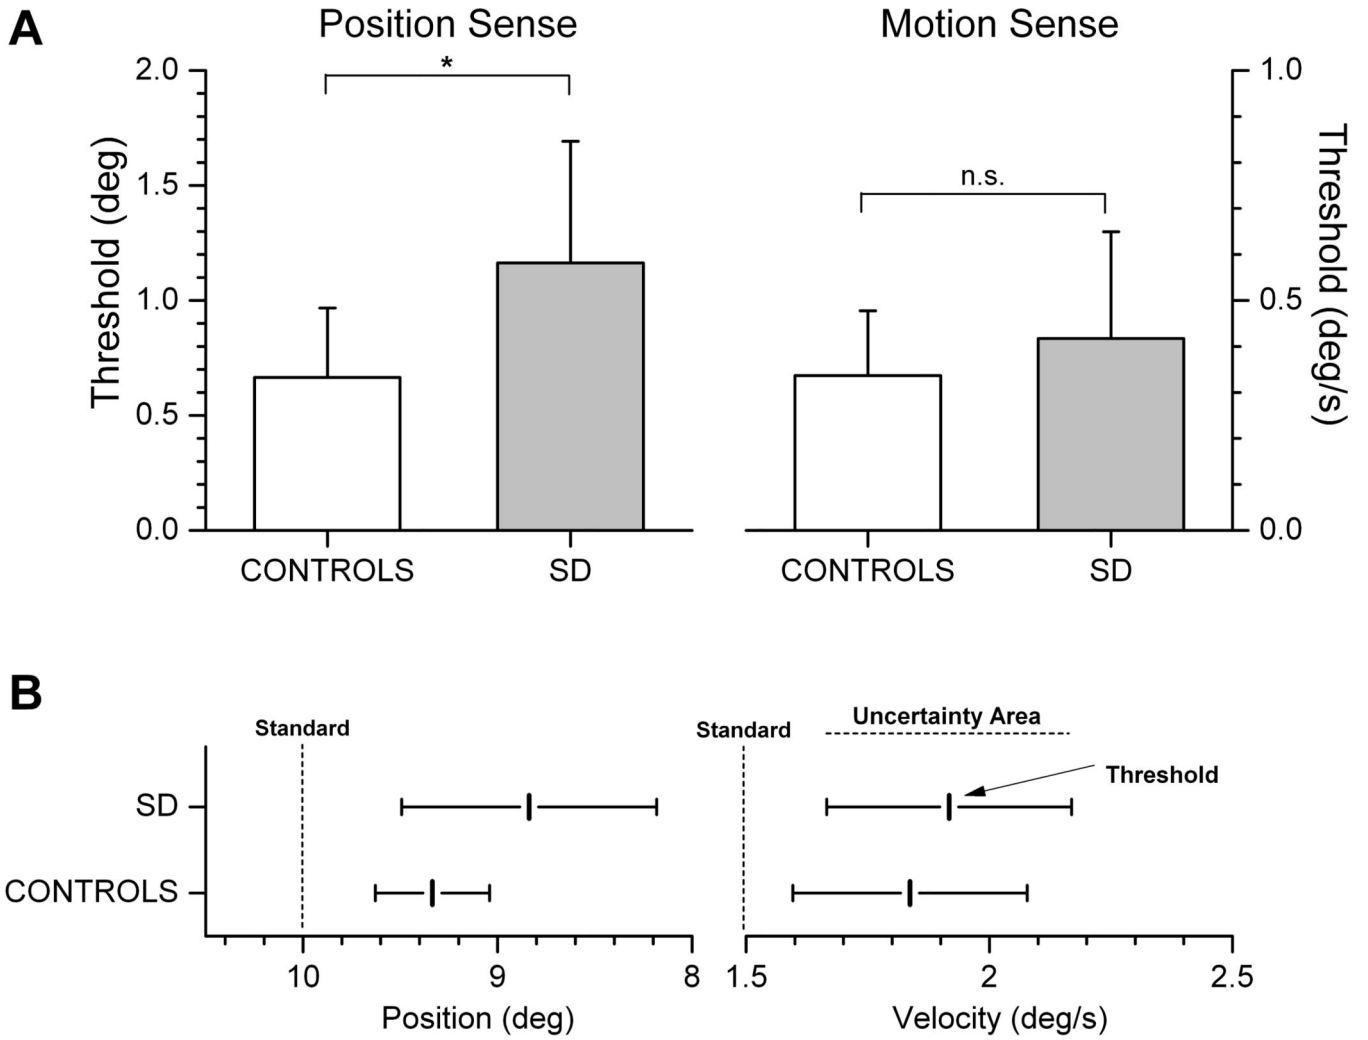 A
Position Sense
Motion Sense
2.0
1.5
1.0
0.5
0.0
Threshold (deg)
*
CONTROLS
SD
n.s.
CONTROLS
SD
1.0
0.5
0.0
Threshold (deg/s)
B
Standard
SD
CONTROLS
10
9
8
Position (deg)
Standard
Uncertainty Area
Threshold
1.5
2
2.5
Velocity (deg/s)